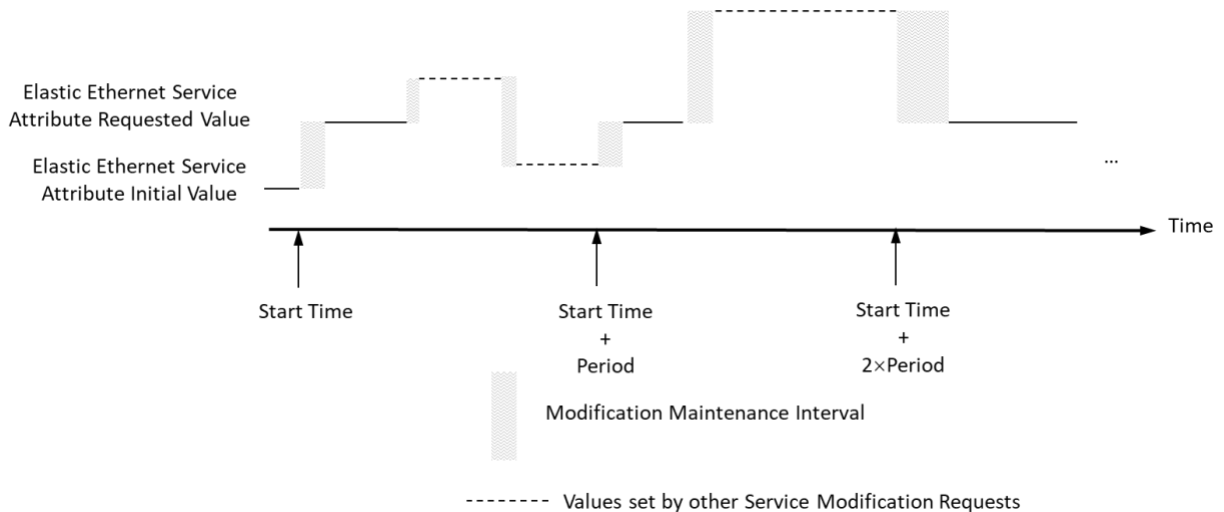 Elastic Ethernet Service
Attribute Requested Value
Elastic Ethernet Service
Attribute Initial Value
...
Time
Start Time
Start Time
+
Period
Start Time
+
2×Period
Modification Maintenance Interval
Values set by other Service Modification Requests